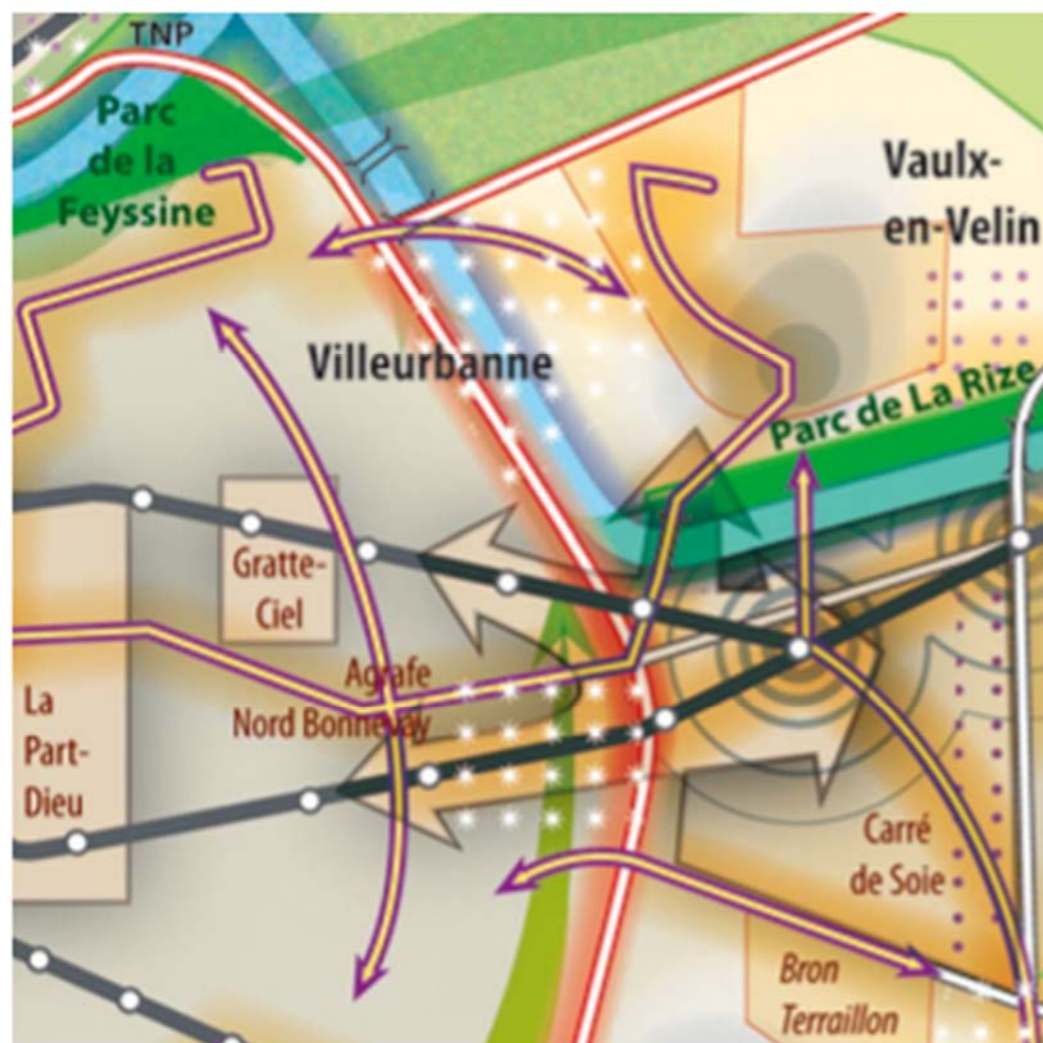 TNP
Parc
de la
Feyssine
Vaulx-
en-Velin
Villeurbanne
Parc de La Rize
Gratte-
Ciel
Agrafe
Nord Bonnevay
La
Part-
Dieu
Carré
de Soie
Bron
Terraillon